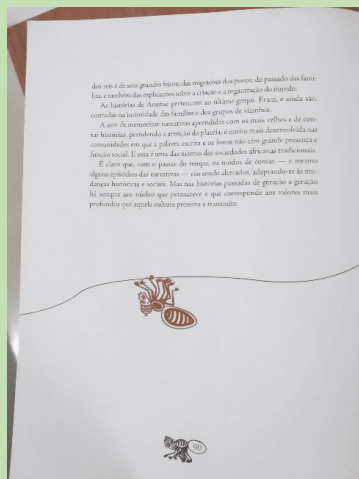 dos reis e de seus grandes feitos; das migrações dos povos; do passado das famí-
lias; e também das explicações sobre a criação e a organização do mundo.
As histórias de Ananse pertencem ao último grupo. Eram, e ainda são,
contadas na intimidade das famílias e dos grupos de vizinhos.
A arte de memorizar narrativas aprendidas com os mais velhos e de con-
tar histórias, prendendo a atenção da platéia, é muito mais desenvolvida nas
comunidades em que a palavra escrita e os livros não têm grande presença e
função social. E essa é uma das marcas das sociedades africanas tradicionais.
É claro que, com o passar do tempo, os modos de contar — e mesmo
alguns episódios das narrativas — vão sendo alterados, adaptando-se às mu-
danças históricas e sociais. Mas nas histórias passadas de geração a geração
há sempre um núcleo que permanece e que corresponde aos valores mais
profundos que aquela cultura preserva e transmite.